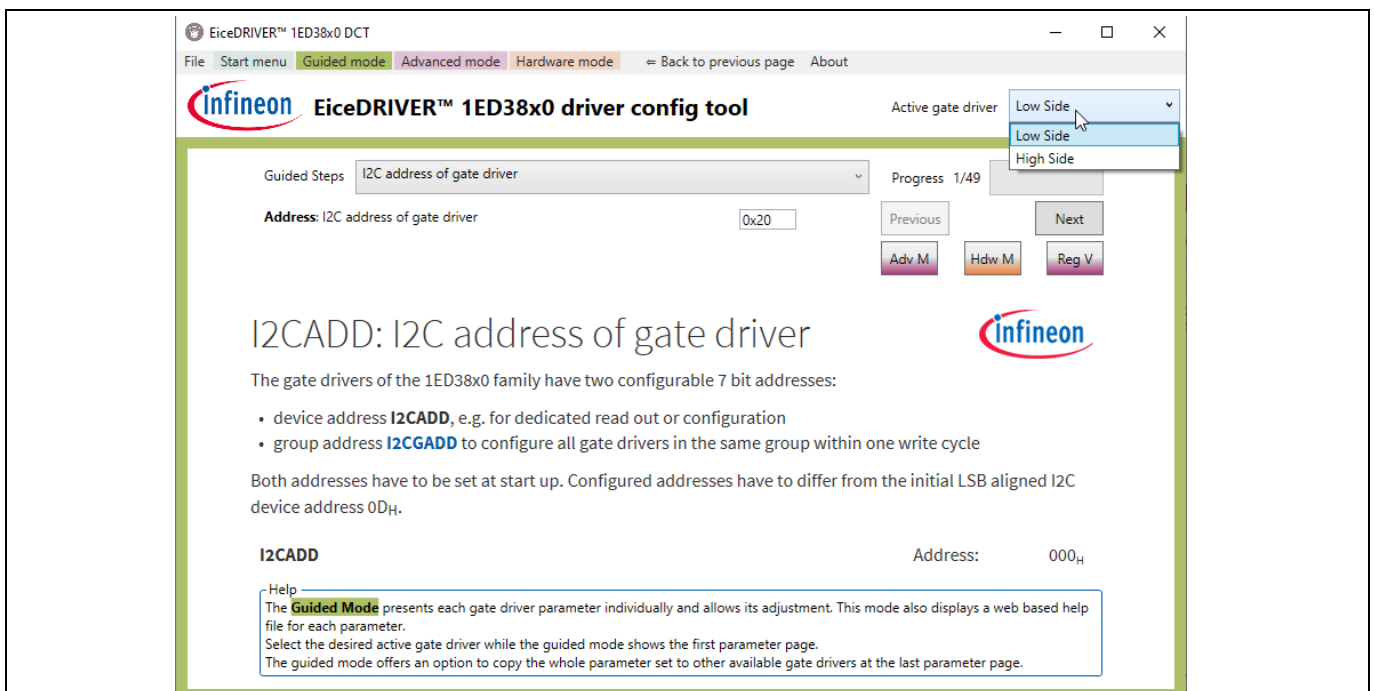 EiceDRIVER™ 1ED38x0 DCT
File Start menu Guided mode Advanced mode Hardware mode ⇐ Back to previous page About
infineon EiceDRIVER™ 1ED38x0 driver config tool Active gate driver Low Side
Low Side
High Side
Guided Steps I2C address of gate driver Progress 1/49
Address: I2C address of gate driver 0x20 Previous Next
Adv M Hdw M Reg V
I2CADD: I2C address of gate driver infineon
The gate drivers of the 1ED38x0 family have two configurable 7 bit addresses:
• device address I2CADD, e.g. for dedicated read out or configuration
• group address I2CGADD to configure all gate drivers in the same group within one write cycle
Both addresses have to be set at start up. Configured addresses have to differ from the initial LSB aligned I2C
device address 0DH.
I2CADD Address: 000H
Help
The Guided Mode presents each gate driver parameter individually and allows its adjustment. This mode also displays a web based help
file for each parameter.
Select the desired active gate driver while the guided mode shows the first parameter page.
The guided mode offers an option to copy the whole parameter set to other available gate drivers at the last parameter page.